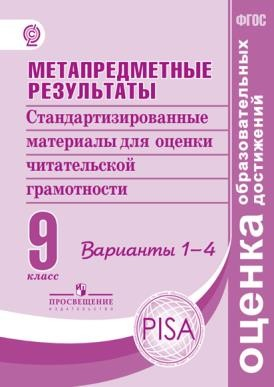 ФГОС
МЕТАПРЕДМЕТНЫЕ
РЕЗУЛЬТАТЫ
Стандартизированные
материалы для оценки
читательской
грамотности
9
класс
Варианты 1–4
ПРОСВЕЩЕНИЕ
ИЗДАТЕЛЬСТВО
PISA
оценка
образовательных
достижений